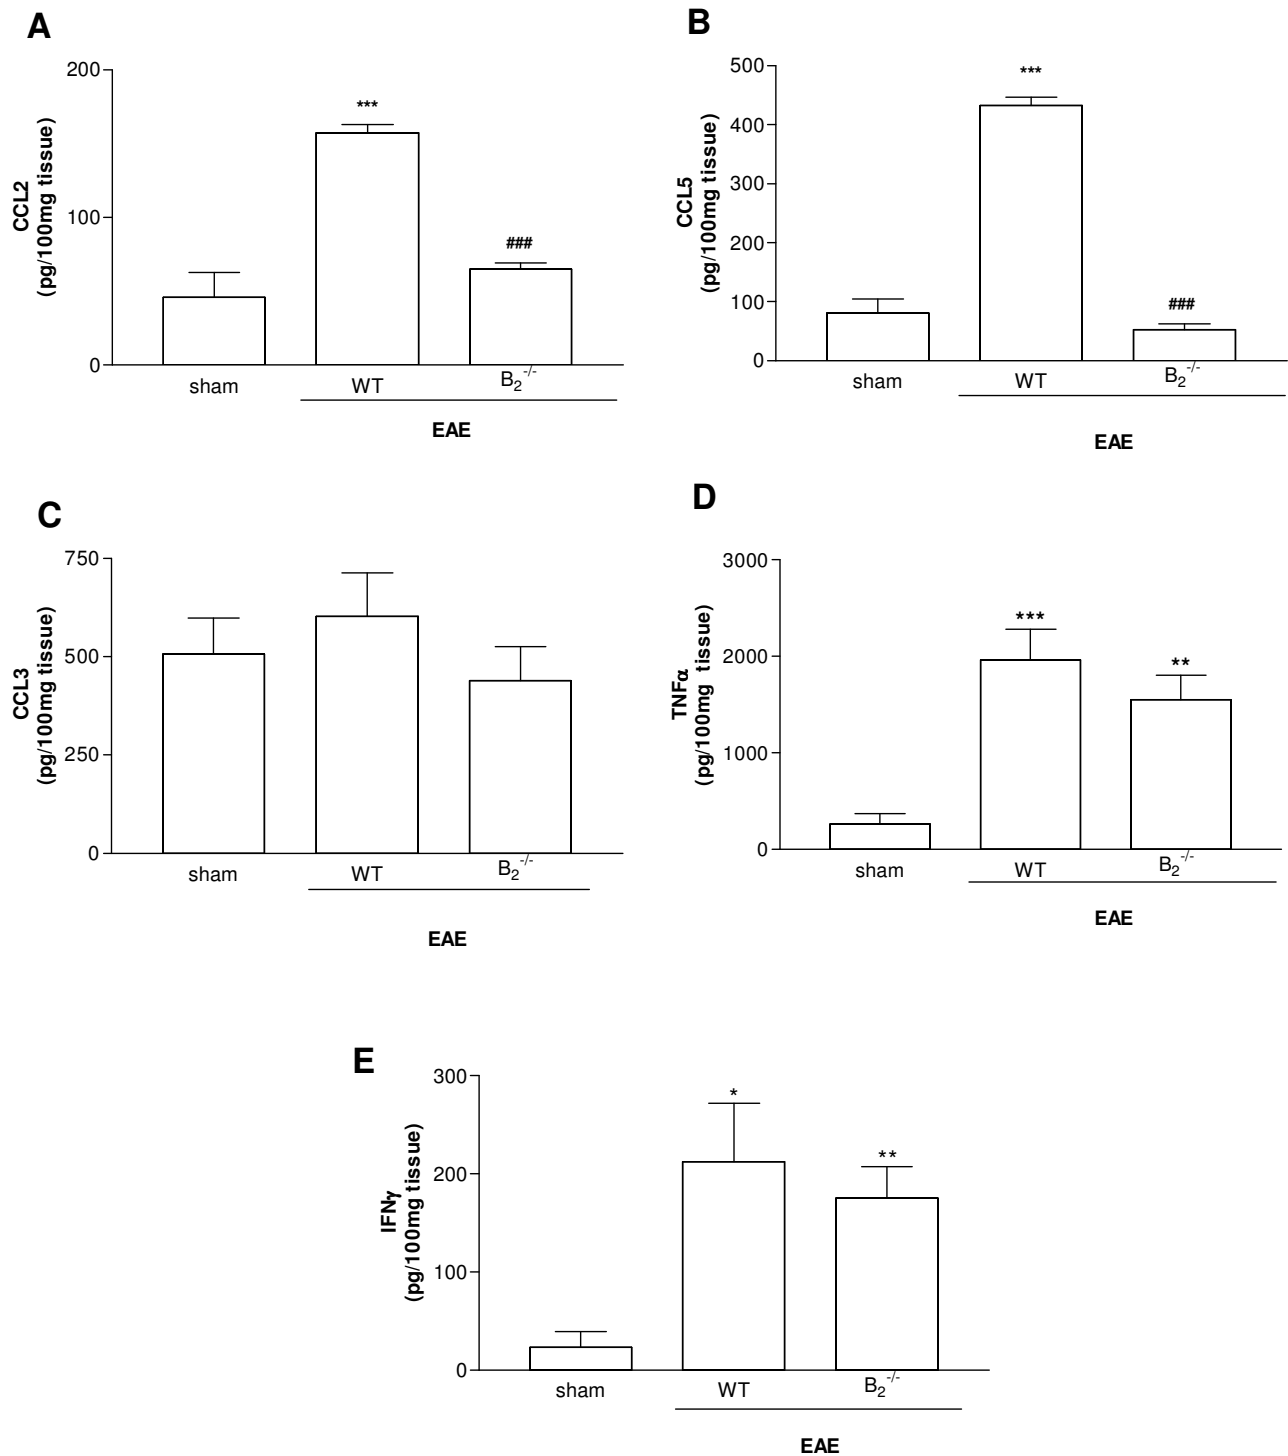 A
CCL2
(pg/100mg tissue)
200
100
0
***
###
sham
WT
B2-/-
EAE
B
CCL5
(pg/100mg tissue)
500
400
300
200
100
0
***
###
sham
WT
B2-/-
EAE
C
CCL3
(pg/100mg tissue)
750
500
250
0
sham
WT
B2-/-
EAE
D
TNFα
(pg/100mg tissue)
3000
2000
1000
0
***
**
sham
WT
B2-/-
EAE
E
IFNγ
(pg/100mg tissue)
300
200
100
0
*
**
sham
WT
B2-/-
EAE